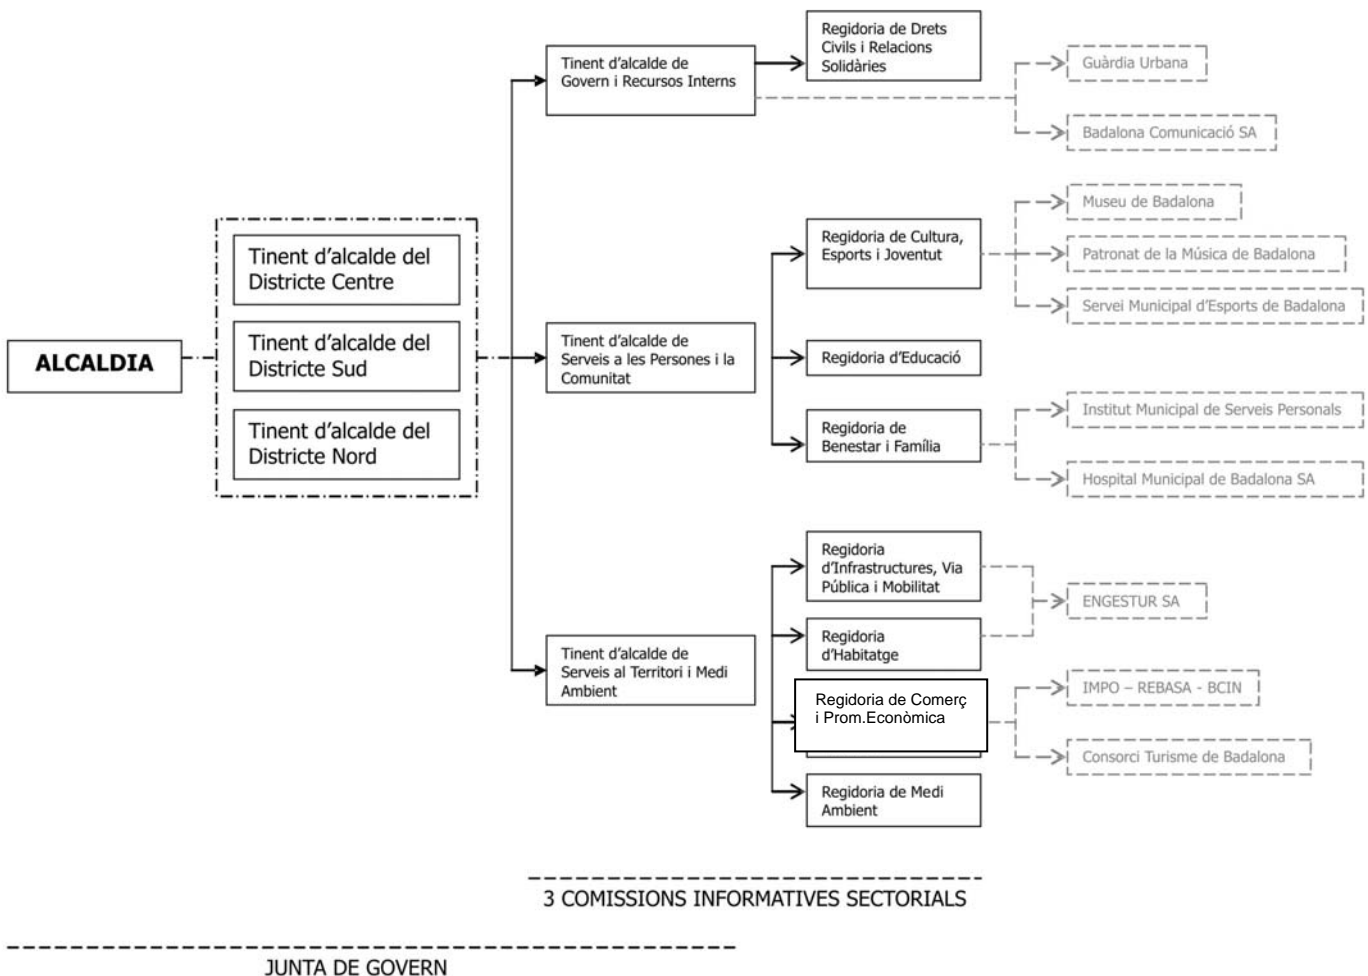 ALCALDIA
Tinent d'alcalde del
Districte Centre
Tinent d'alcalde del
Districte Sud
Tinent d'alcalde del
Districte Nord
Tinent d'alcalde de
Govern i Recursos Interns
Regidoria de Drets
Civils i Relacions
Solidàries
Guàrdia Urbana
Badalona Comunicació SA
Tinent d'alcalde de
Serveis a les Persones i la
Comunitat
Regidoria de Cultura,
Esports i Joventut
Museu de Badalona
Patronat de la Música de Badalona
Servei Municipal d'Esports de Badalona
Regidoria d'Educació
Regidoria de
Benestar i Família
Institut Municipal de Serveis Personals
Hospital Municipal de Badalona SA
Tinent d'alcalde de
Serveis al Territori i Medi
Ambient
Regidoria
d'Infrastructures, Via
Pública i Mobilitat
Regidoria
d'Habitatge
ENGESTUR SA
Regidoria de Comerç
i Prom.Econòmica
IMPO – REBASA - BCIN
Consorci Turisme de Badalona
Regidoria de Medi
Ambient
3 COMISSIONS INFORMATIVES SECTORIALS
JUNTA DE GOVERN